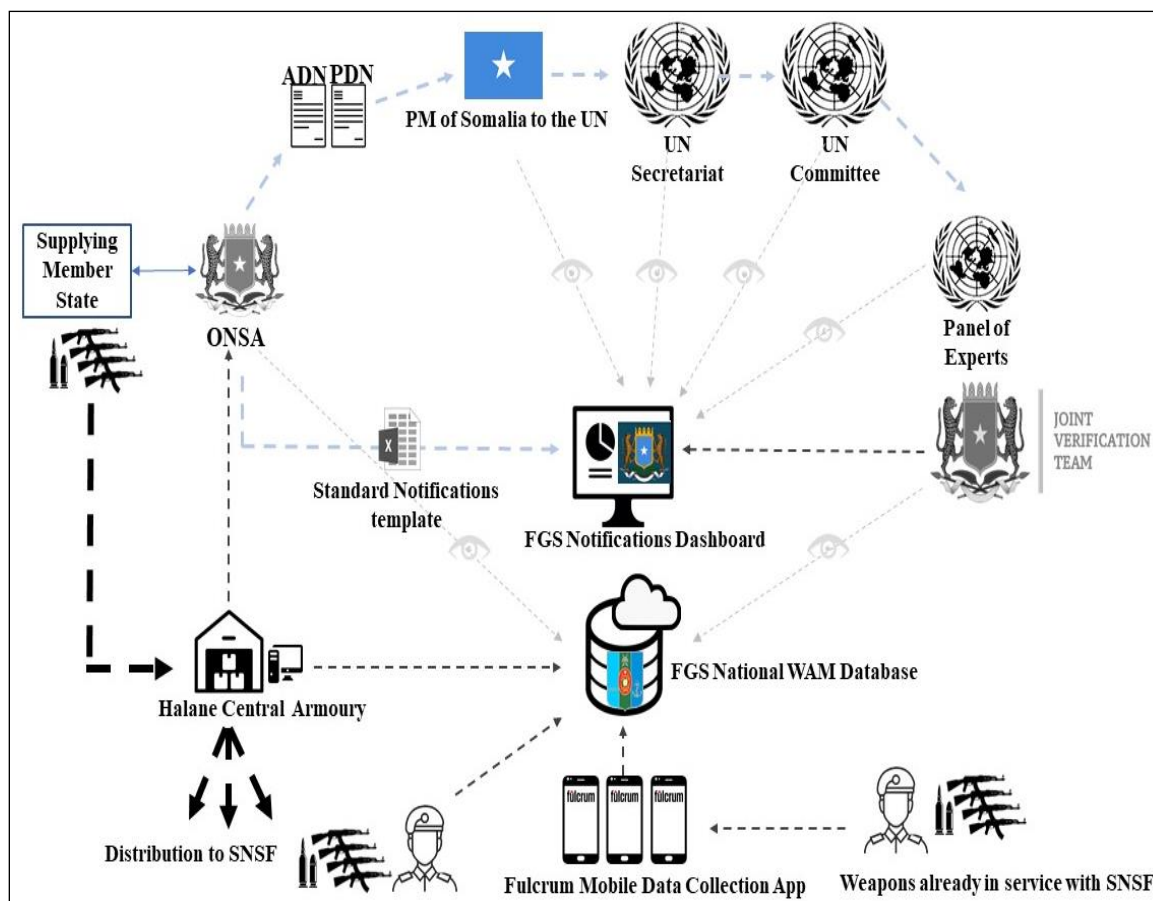 ADN PDN
PM of Somalia to the UN
UN
Secretariat
UN
Committee
Supplying
Member
State
ONSA
Panel of
Experts
JOINT
VERIFICATION
TEAM
X
Standard Notifications
template
FGS Notifications Dashboard
FGS National WAM Database
Halane Central Armoury
Distribution to SNSF
fulcrum
fulcrum
fulcrum
Fulcrum Mobile Data Collection App
Weapons already in service with SNSF